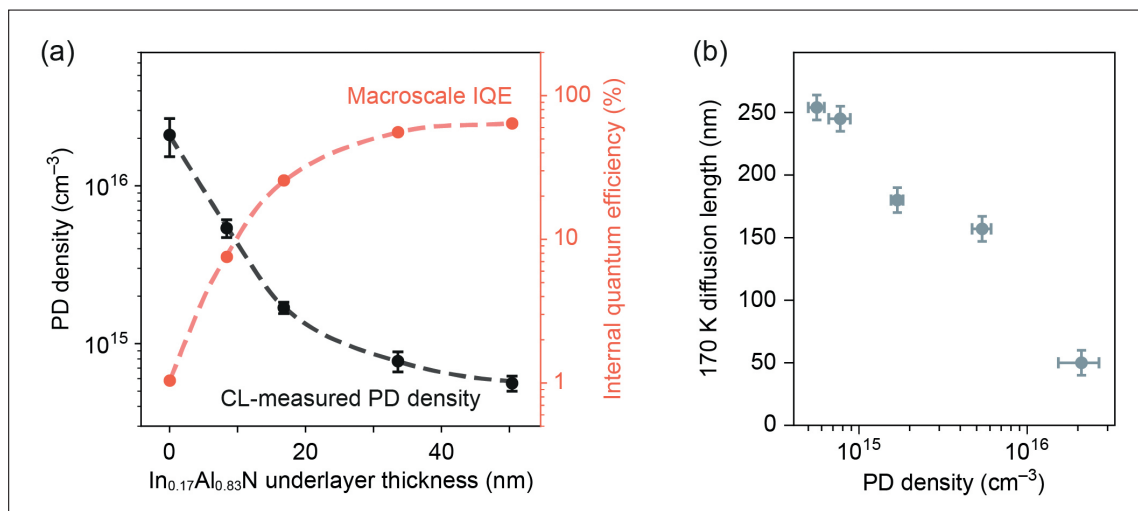 (a)
PD density (cm⁻³)
10¹⁶
10¹⁵
Macroscale IQE
CL-measured PD density
100
10
1
Internal quantum efficiency (%)
0
20
40
In₀.₁₇Al₀.₈₃N underlayer thickness (nm)
(b)
170 K diffusion length (nm)
250
200
150
100
50
0
10¹⁵
10¹⁶
PD density (cm⁻³)